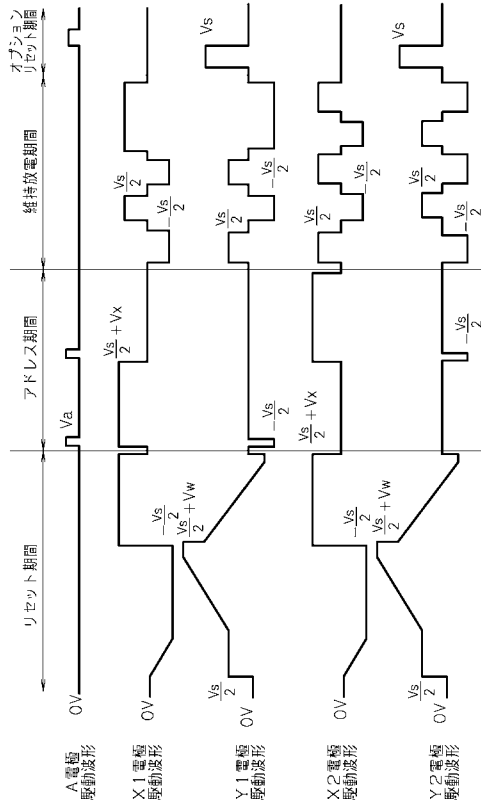 リセット期間
アドレス期間
維持放電期間
オプション
リセット期間
A電極
駆動波形
0V
Va
X1電極
駆動波形
0V
-Vs/2
Vs/2+Vx
-Vs/2
Vs/2
Y1電極
駆動波形
Vs/2
Vs/2+Vw
-Vs/2
Vs/2
-Vs/2
Vs
X2電極
駆動波形
0V
-Vs/2
Vs/2+Vx
Vs/2
-Vs/2
Y2電極
駆動波形
Vs/2
Vs/2+Vw
-Vs/2
-Vs/2
Vs/2
Vs